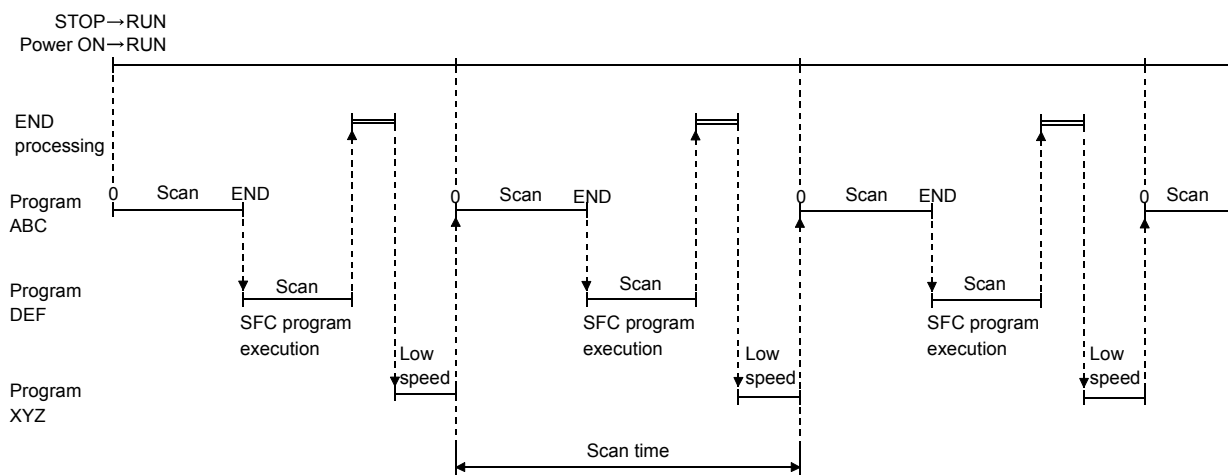 STOP→RUN
Power ON→RUN
END
processing
Program
ABC
0 Scan END
0 Scan END
0 Scan END
0 Scan
Program
DEF
Scan
SFC program
execution
Scan
SFC program
execution
Scan
SFC program
execution
Program
XYZ
Low
speed
Low
speed
Low
speed
Scan time